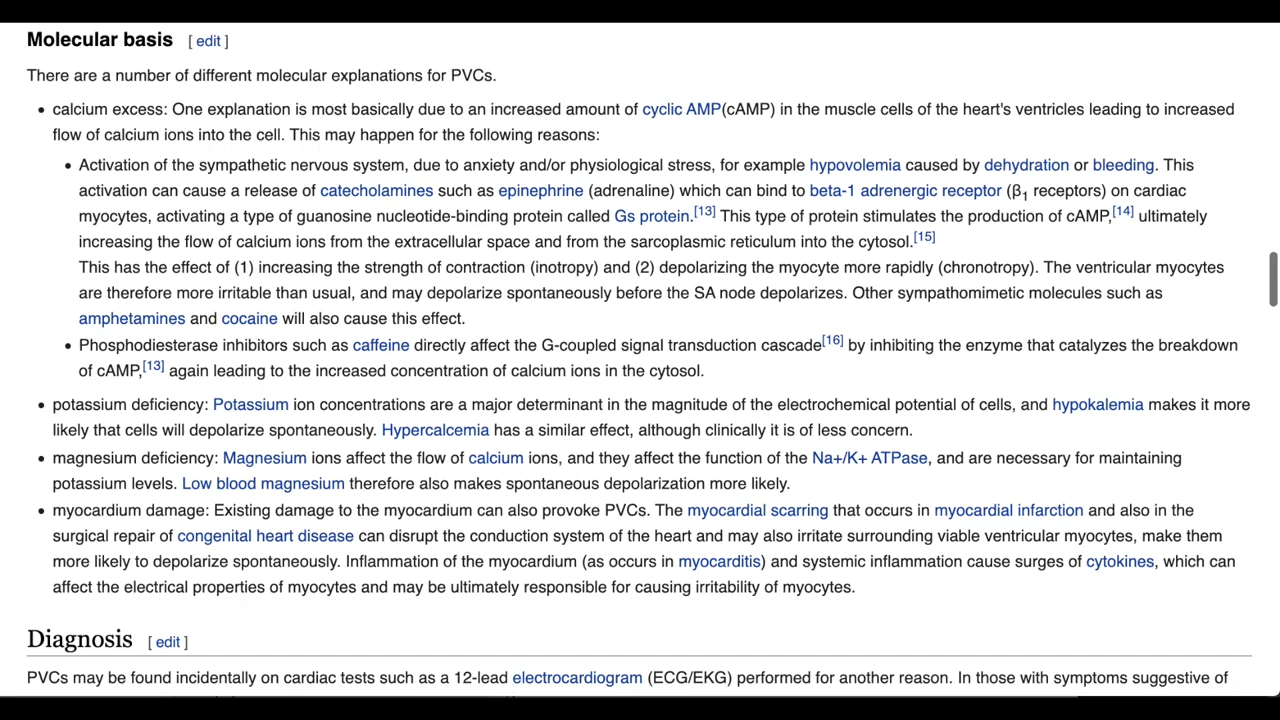 Molecular basis [ edit ]
There are a number of different molecular explanations for PVCs.
• calcium excess: One explanation is most basically due to an increased amount of cyclic AMP(cAMP) in the muscle cells of the heart's ventricles leading to increased
flow of calcium ions into the cell. This may happen for the following reasons:
• Activation of the sympathetic nervous system, due to anxiety and/or physiological stress, for example hypovolemia caused by dehydration or bleeding. This
activation can cause a release of catecholamines such as epinephrine (adrenaline) which can bind to beta-1 adrenergic receptor (β1 receptors) on cardiac
myocytes, activating a type of guanosine nucleotide-binding protein called Gs protein.[13] This type of protein stimulates the production of cAMP,[14] ultimately
increasing the flow of calcium ions from the extracellular space and from the sarcoplasmic reticulum into the cytosol.[15]
This has the effect of (1) increasing the strength of contraction (inotropy) and (2) depolarizing the myocyte more rapidly (chronotropy). The ventricular myocytes
are therefore more irritable than usual, and may depolarize spontaneously before the SA node depolarizes. Other sympathomimetic molecules such as
amphetamines and cocaine will also cause this effect.
• Phosphodiesterase inhibitors such as caffeine directly affect the G-coupled signal transduction cascade[16] by inhibiting the enzyme that catalyzes the breakdown
of cAMP,[13] again leading to the increased concentration of calcium ions in the cytosol.
• potassium deficiency: Potassium ion concentrations are a major determinant in the magnitude of the electrochemical potential of cells, and hypokalemia makes it more
likely that cells will depolarize spontaneously. Hypercalcemia has a similar effect, although clinically it is of less concern.
• magnesium deficiency: Magnesium ions affect the flow of calcium ions, and they affect the function of the Na+/K+ ATPase, and are necessary for maintaining
potassium levels. Low blood magnesium therefore also makes spontaneous depolarization more likely.
• myocardium damage: Existing damage to the myocardium can also provoke PVCs. The myocardial scarring that occurs in myocardial infarction and also in the
surgical repair of congenital heart disease can disrupt the conduction system of the heart and may also irritate surrounding viable ventricular myocytes, make them
more likely to depolarize spontaneously. Inflammation of the myocardium (as occurs in myocarditis) and systemic inflammation cause surges of cytokines, which can
affect the electrical properties of myocytes and may be ultimately responsible for causing irritability of myocytes.
Diagnosis [ edit ]
PVCs may be found incidentally on cardiac tests such as a 12-lead electrocardiogram (ECG/EKG) performed for another reason. In those with symptoms suggestive of